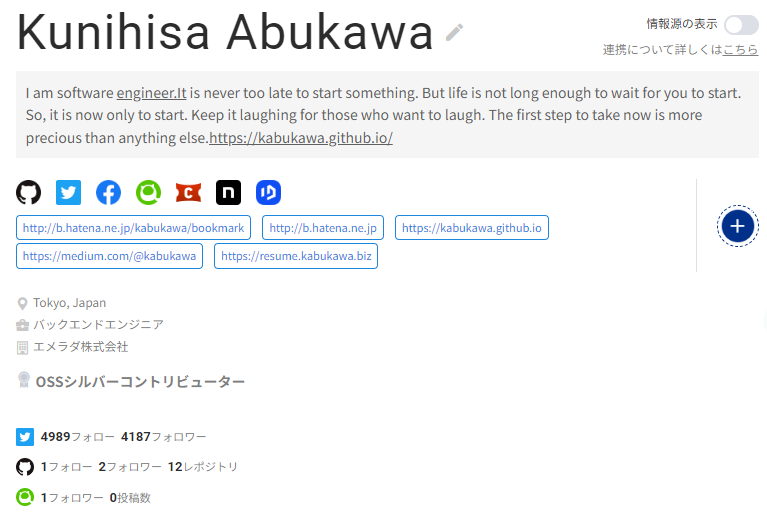 Kunihisa Abukawa
情報源の表示
連携について詳しくはこちら
I am software engineer.It is never too late to start something. But life is not long enough to wait for you to start.
So, it is now only to start. Keep it laughing for those who want to laugh. The first step to take now is more
precious than anything else.https://kabukawa.github.io/
http://b.hatena.ne.jp/kabukawa/bookmark http://b.hatena.ne.jp https://kabukawa.github.io
https://medium.com/@kabukawa https://resume.kabukawa.biz
Tokyo, Japan
バックエンドエンジニア
エメラダ株式会社
OSSシルバーコントリビューター
4989フォロー 4187フォロワー
1フォロー 2フォロワー 12レポジトリ
1フォロワー 0投稿数